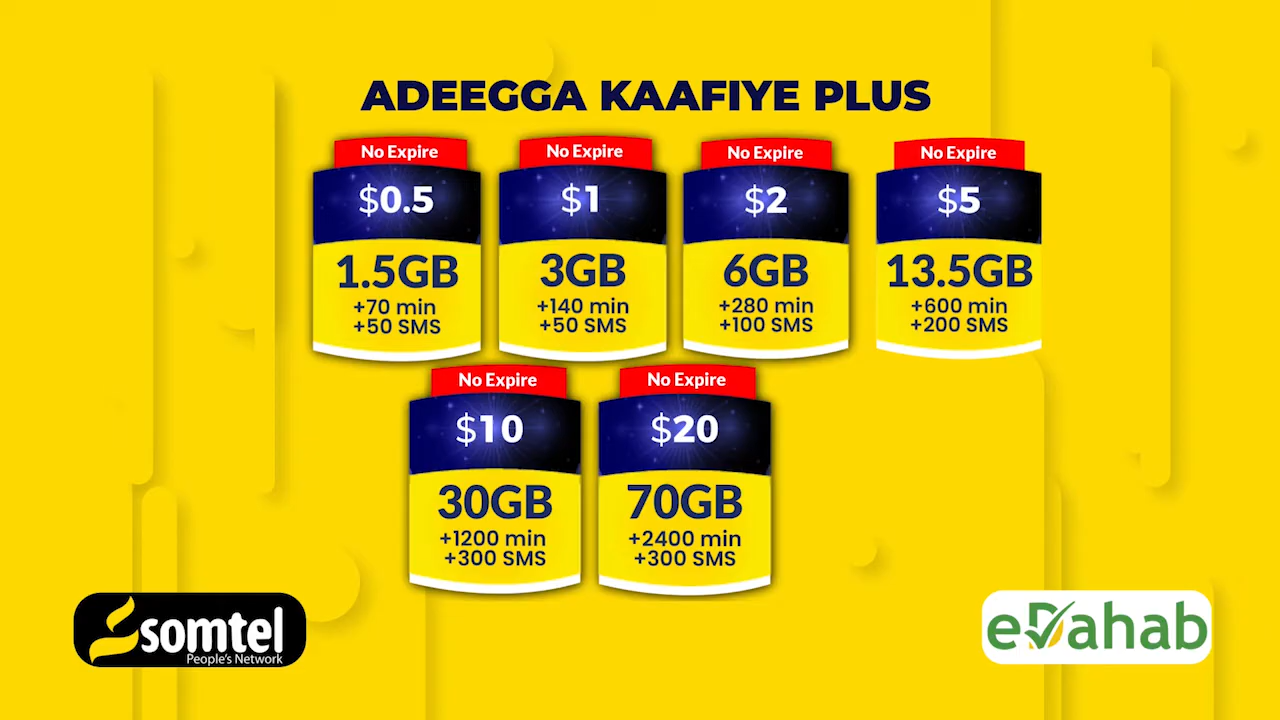 ADEEGGA KAAFIYE PLUS
No Expire
$0.5
1.5GB
+70 min
+50 SMS
No Expire
$1
3GB
+140 min
+50 SMS
No Expire
$2
6GB
+280 min
+100 SMS
No Expire
$5
13.5GB
+600 min
+200 SMS
No Expire
$10
30GB
+1200 min
+300 SMS
No Expire
$20
70GB
+2400 min
+300 SMS
somtel
People's Network
eDahab